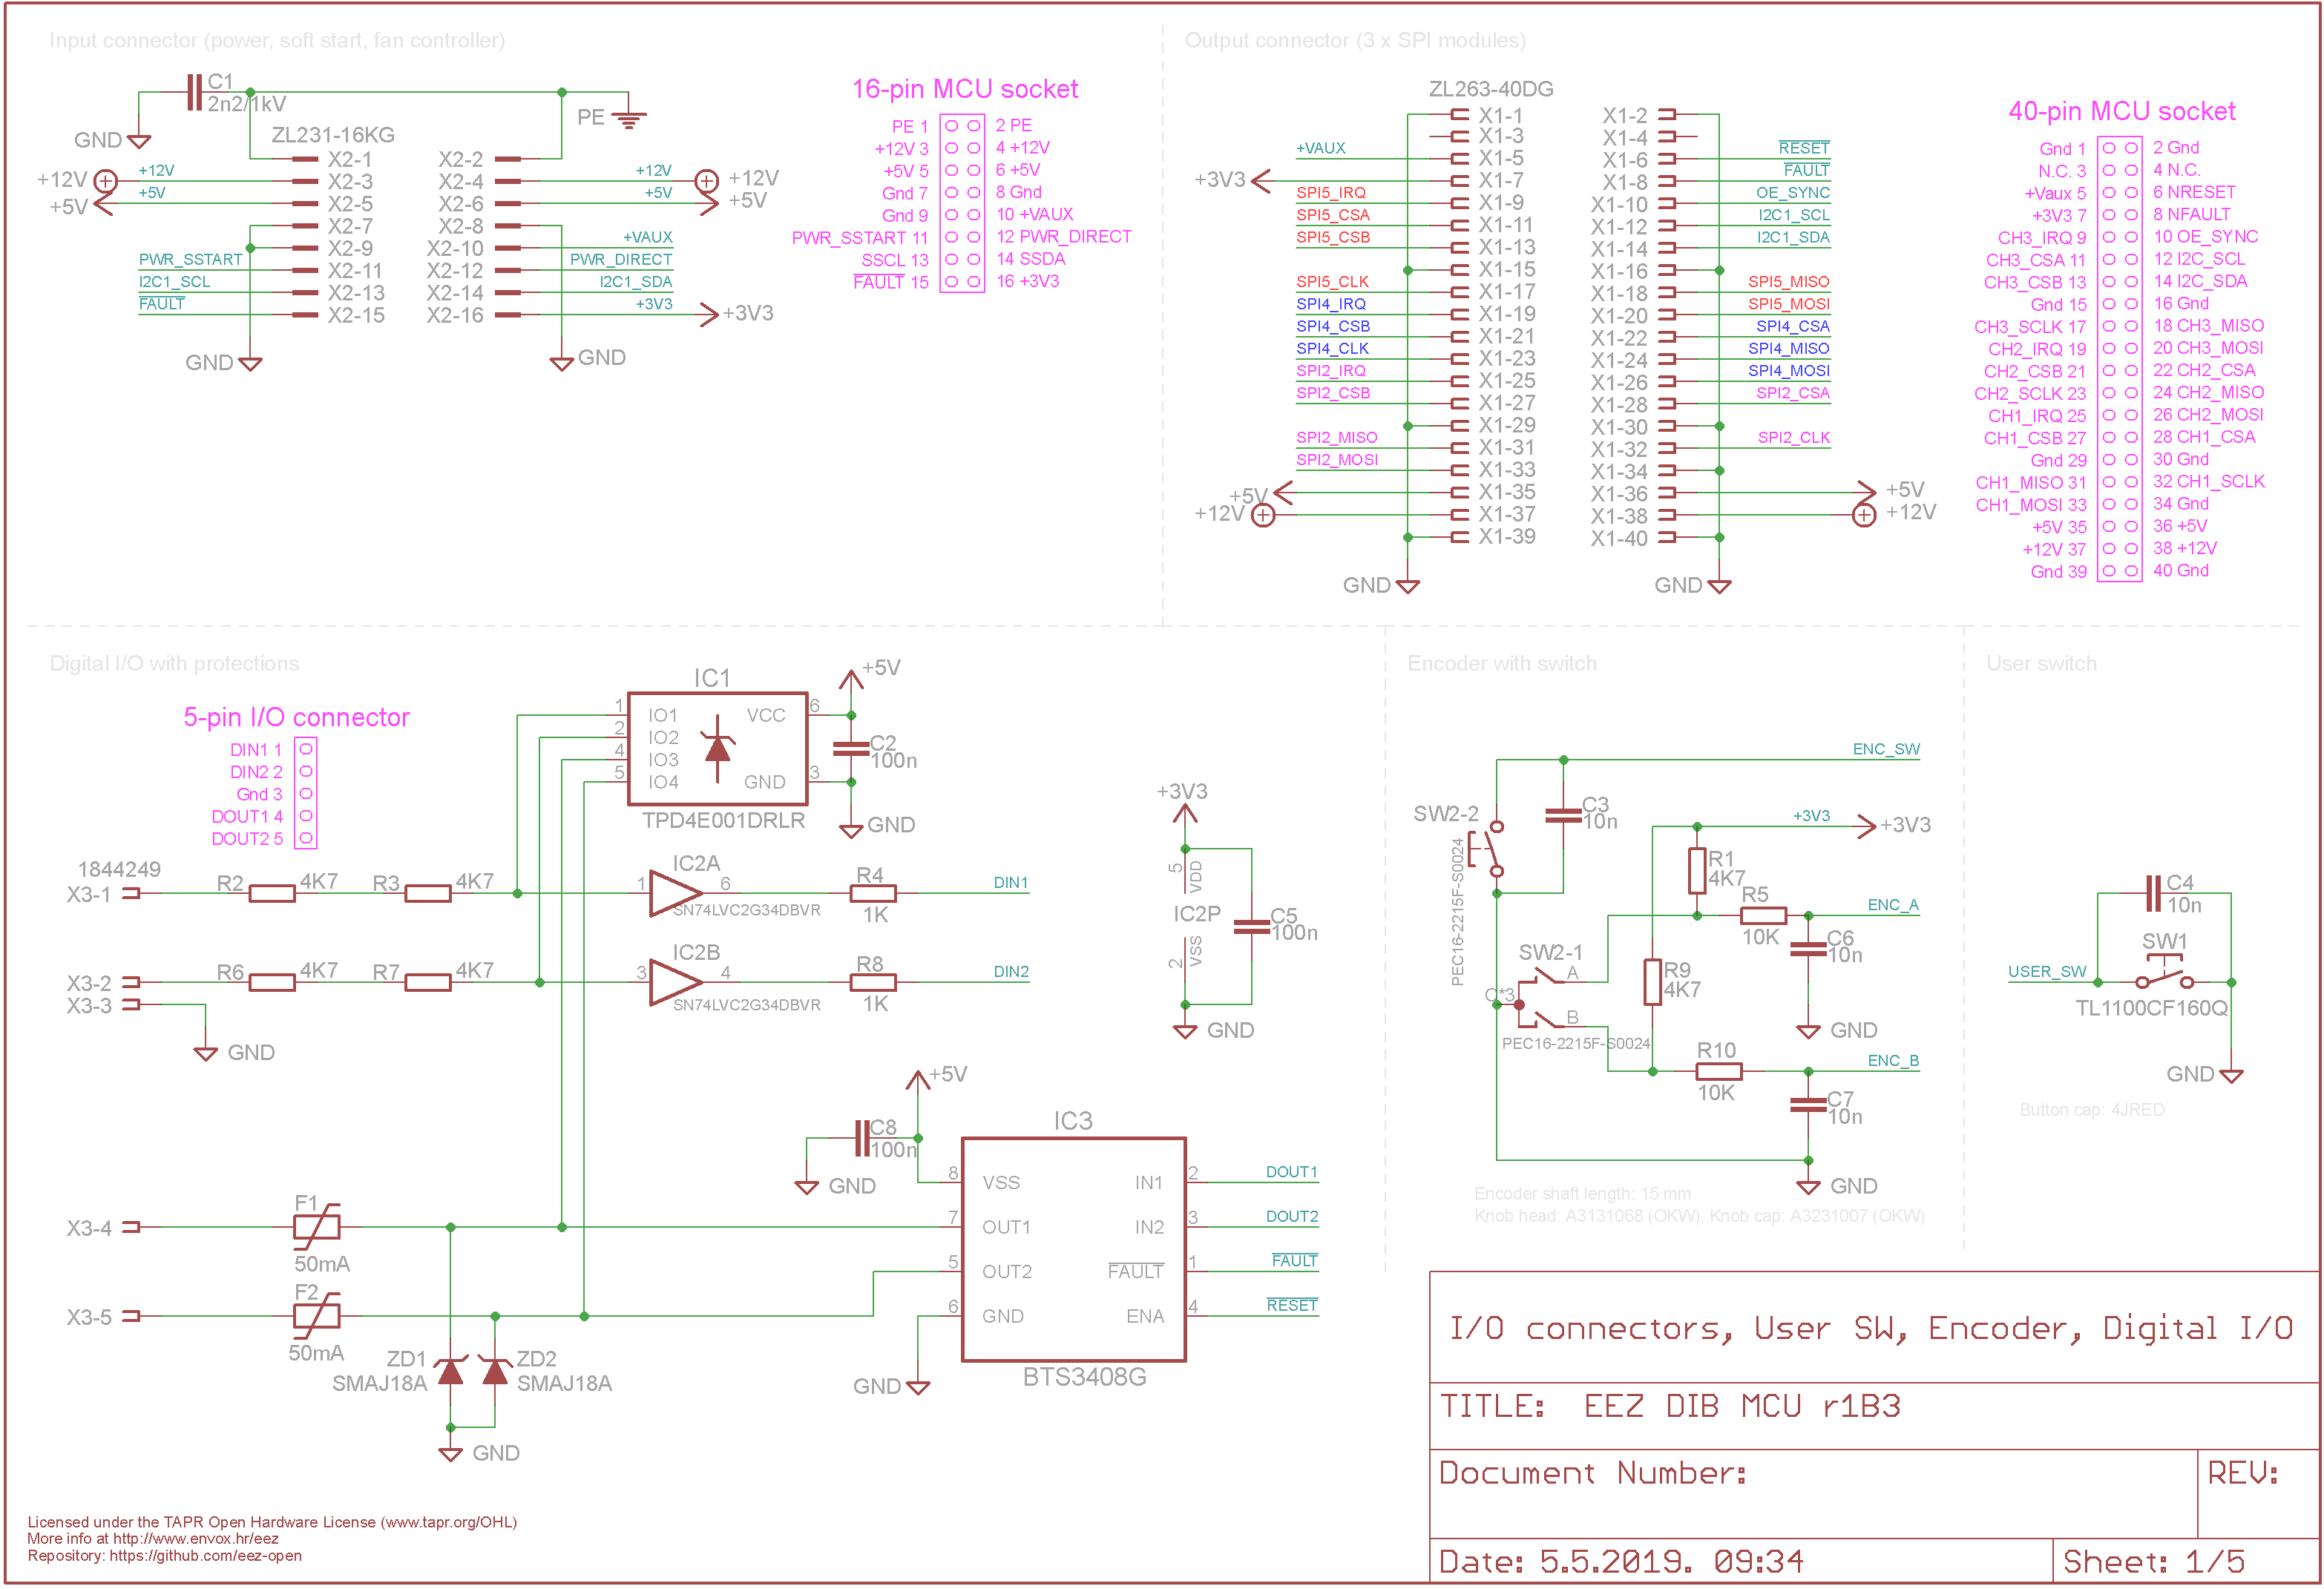 Input connector (power, soft start, fan controller)
C1
2n2/1kV
GND
PE
ZL231-16KG
X2-1
X2-2
+12V
+12V
X2-3
X2-4
+12V
+12V
+5V
+5V
X2-5
X2-6
+5V
+5V
X2-7
X2-8
X2-9
X2-10
+VAUX
PWR_SSTART
X2-11
X2-12
PWR_DIRECT
I2C1_SCL
X2-13
X2-14
I2C1_SDA
FAULT
X2-15
X2-16
+3V3
+3V3
GND
GND
16-pin MCU socket
PE 1
2 PE
+12V 3
4 +12V
+5V 5
6 +5V
Gnd 7
8 Gnd
Gnd 9
10 +VAUX
PWR_SSTART 11
12 PWR_DIRECT
SSCL 13
14 SSDA
FAULT 15
16 +3V3
Output connector (3 x SPI modules)
ZL263-40DG
X1-1
X1-2
X1-3
X1-4
+VAUX
X1-5
X1-6
RESET
+3V3
X1-7
X1-8
FAULT
SPI5_IRQ
X1-9
X1-10
OE_SYNC
SPI5_CSA
X1-11
X1-12
I2C1_SCL
SPI5_CSB
X1-13
X1-14
I2C1_SDA
X1-15
X1-16
SPI5_CLK
X1-17
X1-18
SPI5_MISO
SPI4_IRQ
X1-19
X1-20
SPI5_MOSI
SPI4_CSB
X1-21
X1-22
SPI4_CSA
SPI4_CLK
X1-23
X1-24
SPI4_MISO
SPI2_IRQ
X1-25
X1-26
SPI4_MOSI
SPI2_CSB
X1-27
X1-28
SPI2_CSA
X1-29
X1-30
SPI2_MISO
X1-31
X1-32
SPI2_CLK
SPI2_MOSI
X1-33
X1-34
+5V
X1-35
X1-36
+5V
+12V
X1-37
X1-38
+12V
X1-39
X1-40
GND
GND
40-pin MCU socket
Gnd 1
2 Gnd
N.C. 3
4 N.C.
+Vaux 5
6 NRESET
+3V3 7
8 NFAULT
CH3_IRQ 9
10 OE_SYNC
CH3_CSA 11
12 I2C_SCL
CH3_CSB 13
14 I2C_SDA
Gnd 15
16 Gnd
CH3_SCLK 17
18 CH3_MISO
CH2_IRQ 19
20 CH3_MOSI
CH2_CSB 21
22 CH2_CSA
CH2_SCLK 23
24 CH2_MISO
CH1_IRQ 25
26 CH2_MOSI
CH1_CSB 27
28 CH1_CSA
Gnd 29
30 Gnd
CH1_MISO 31
32 CH1_SCLK
CH1_MOSI 33
34 Gnd
+5V 35
36 +5V
+12V 37
38 +12V
Gnd 39
40 Gnd
Digital I/O with protections
5-pin I/O connector
DIN1 1
DIN2 2
Gnd 3
DOUT1 4
DOUT2 5
IC1
1
IO1
VCC
6
2
IO2
4
IO3
5
IO4
GND
3
TPD4E001DRLR
+5V
C2
100n
GND
1844249
X3-1
R2
4K7
R3
4K7
IC2A
1
6
SN74LVC2G34DBVR
R4
1K
DIN1
X3-2
R6
4K7
R7
4K7
IC2B
3
4
SN74LVC2G34DBVR
R8
1K
DIN2
X3-3
GND
+3V3
5
VDD
IC2P
2
VSS
C5
100n
GND
+5V
C8
100n
GND
IC3
8
VSS
IN1
2
DOUT1
7
OUT1
IN2
3
DOUT2
5
OUT2
FAULT
1
FAULT
6
GND
ENA
4
RESET
BTS3408G
GND
X3-4
F1
50mA
X3-5
F2
50mA
ZD1
SMAJ18A
ZD2
SMAJ18A
GND
Encoder with switch
ENC_SW
SW2-2
PEC16-2215F-S0024
C3
10n
+3V3
+3V3
R1
4K7
R5
10K
ENC_A
C6
10n
GND
SW2-1
A
C*3
B
PEC16-2215F-S0024
R9
4K7
R10
10K
ENC_B
C7
10n
GND
Encoder shaft length: 15 mm
Knob head: A3131068 (OKW), Knob cap: A3231007 (OKW)
User switch
C4
10n
SW1
USER_SW
TL1100CF160Q
GND
Button cap: 4JRED
I/O connectors, User SW, Encoder, Digital I/O
TITLE: EEZ DIB MCU r1B3
Document Number:
REV:
Date: 5.5.2019. 09:34
Sheet: 1/5
Licensed under the TAPR Open Hardware License (www.tapr.org/OHL)
More info at http://www.envox.hr/eez
Repository: https://github.com/eez-open